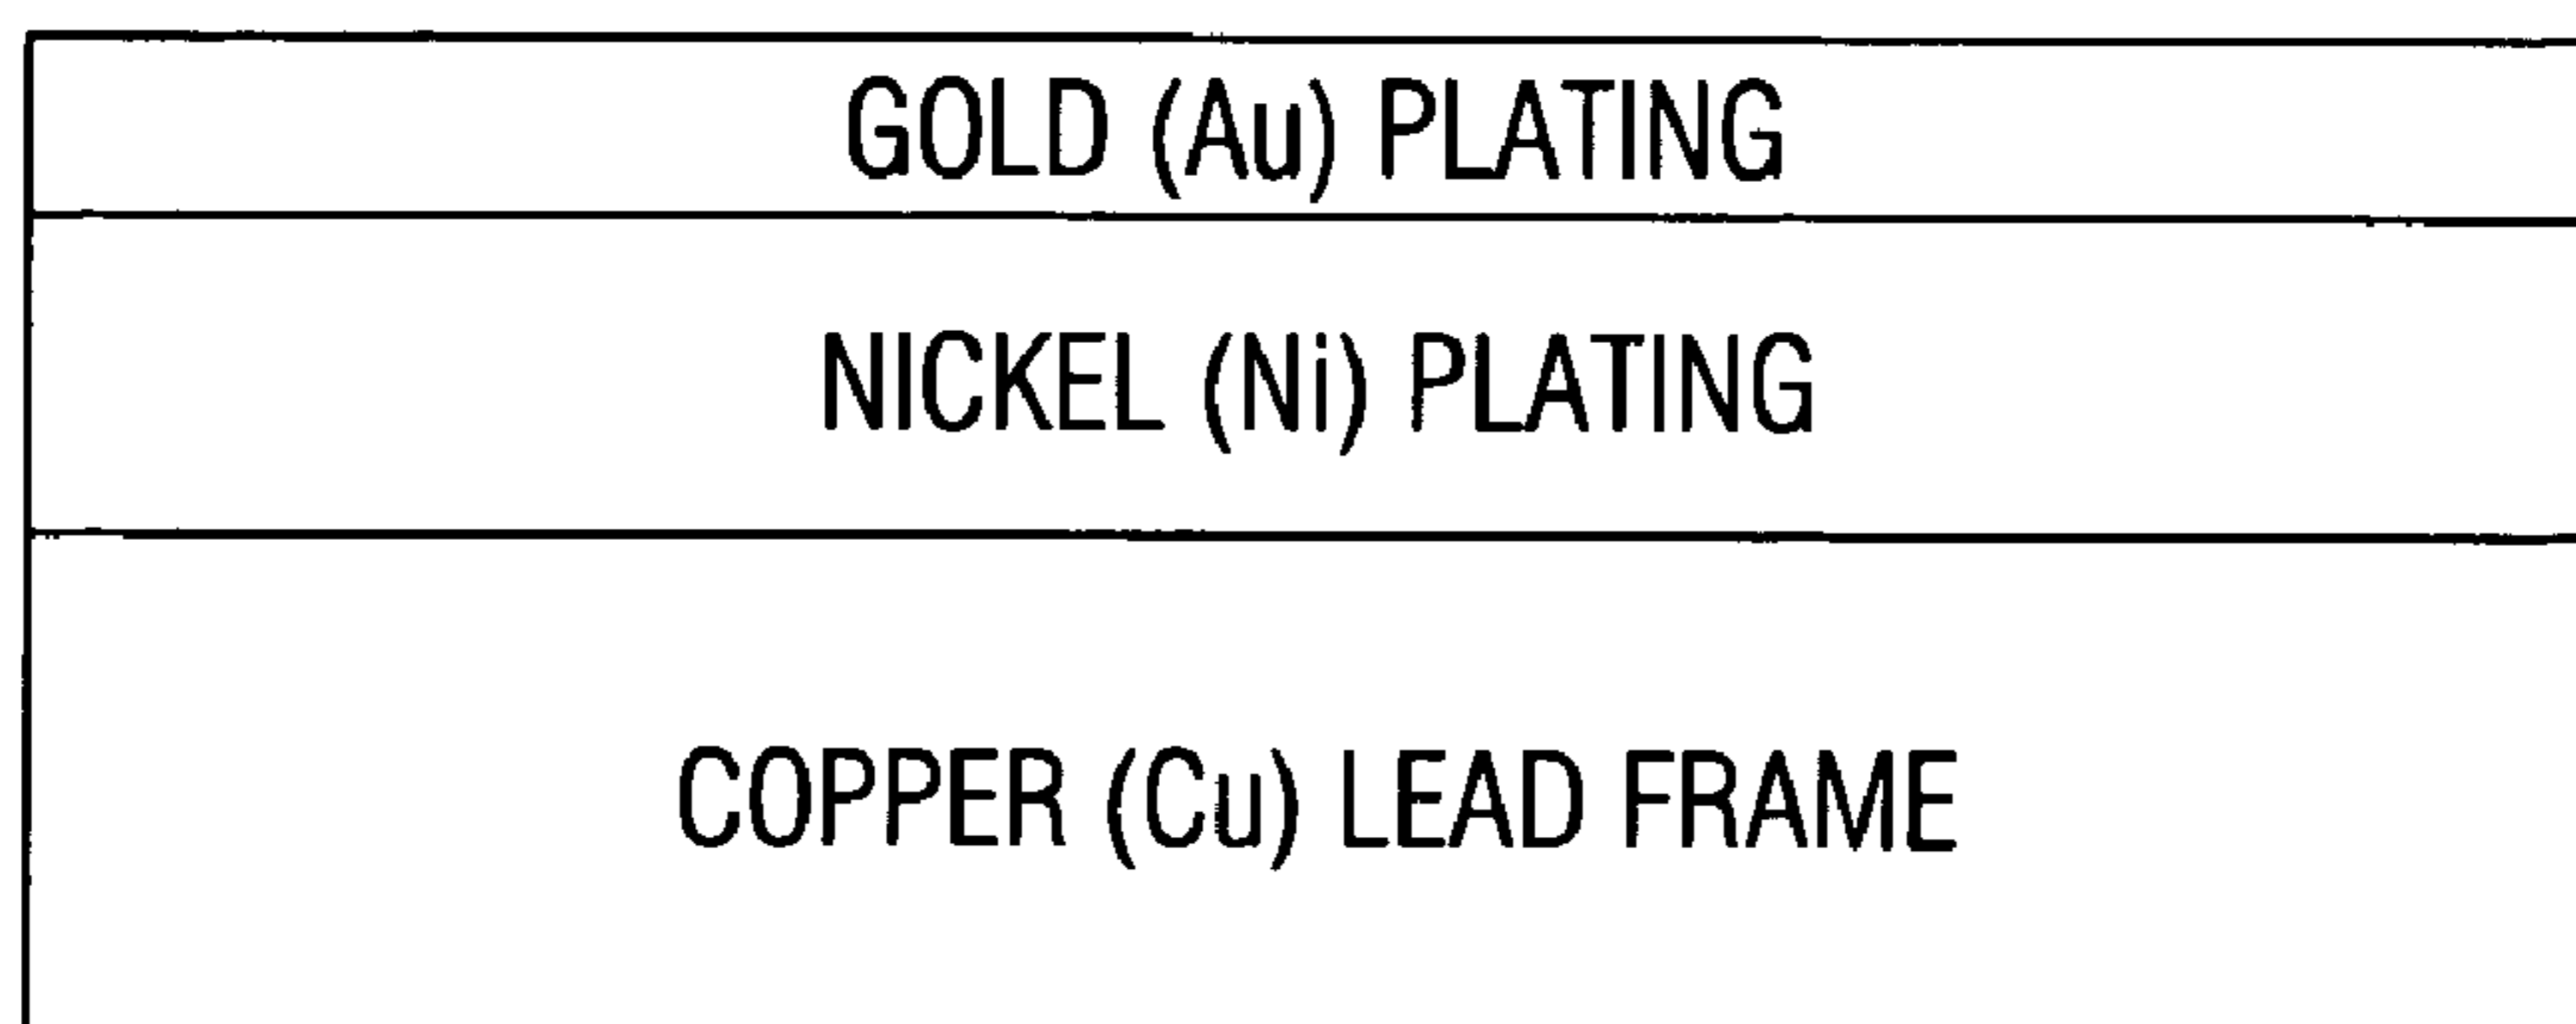 GOLD (Au) PLATING
NICKEL (Ni) PLATING
COPPER (Cu) LEAD FRAME